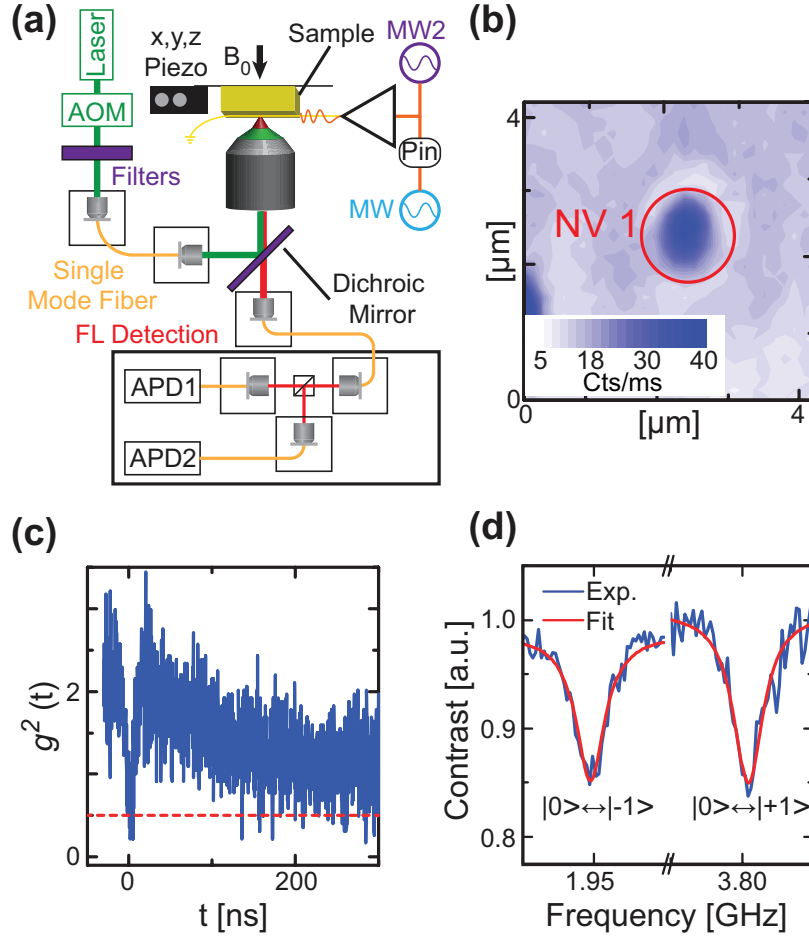 (a)
Laser
AOM
Filters
Single
Mode Fiber
x,y,z
Piezo
B0
Sample
MW2
Pin
MW
Dichroic
Mirror
FL Detection
APD1
APD2
(b)
4
[µm]
0
NV 1
5 18 30 40
Cts/ms
0 [µm] 4
(c)
g² (t)
2
0
0 200
t [ns]
(d)
Contrast [a.u.]
1.0
0.9
0.8
Exp.
Fit
|0>↔|-1>
|0>↔|+1>
1.95 3.80
Frequency [GHz]